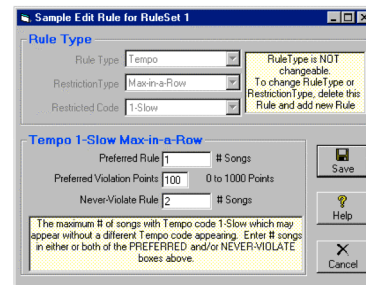 Sample Edit Rule for RuleSet 1
Rule Type
Rule Type Tempo
RestrictionType Max-in-a-Row
Restricted Code 1-Slow
RuleType is NOT
changeable.
To change RuleType or
RestrictionType, delete this
Rule and add new Rule
Tempo 1-Slow Max-in-a-Row
Preferred Rule 1 # Songs
Preferred Violation Points 100 0 to 1000 Points
Never-Violate Rule 2 # Songs
The maximum # of songs with Tempo code 1-Slow which may
appear without a different Tempo code appearing. Enter # songs
in either or both of the PREFERRED and/or NEVER-VIOLATE
boxes above.
Save
Help
Cancel